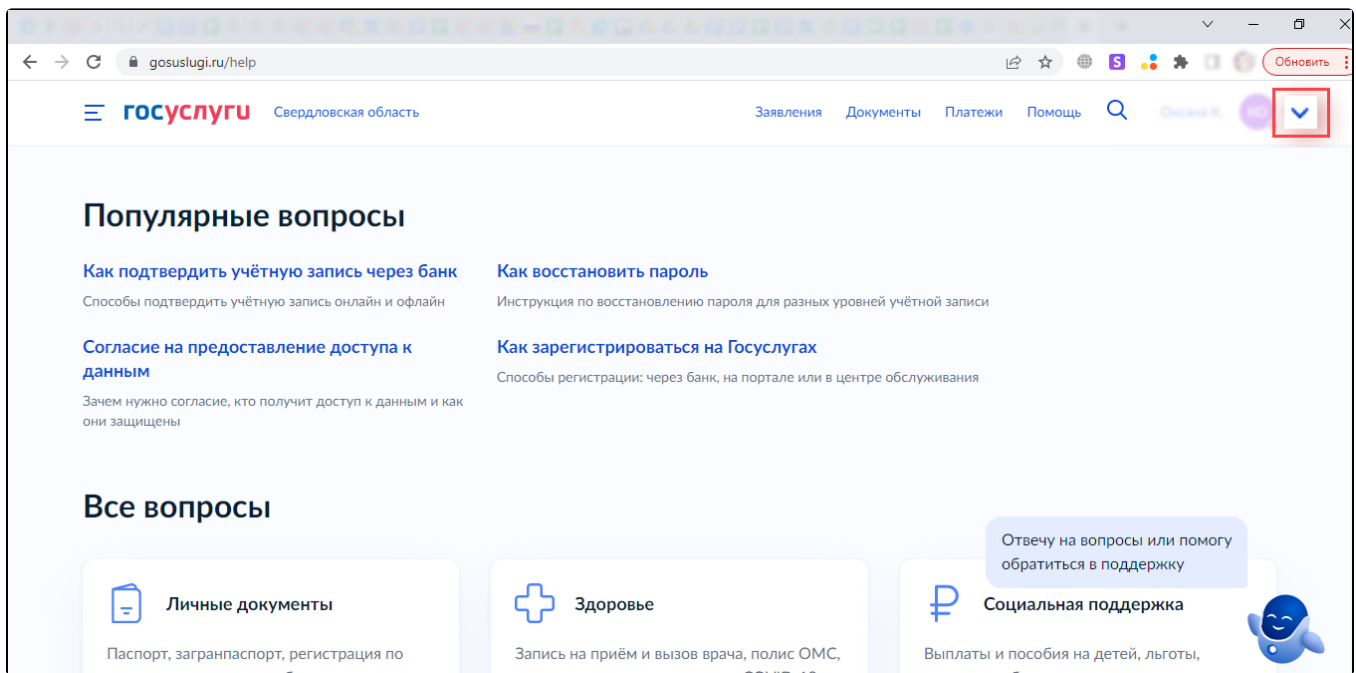 gosuslugi.ru/help
S
Обновить
госуслуги Свердловская область Заявления Документы Платежи Помощь
Популярные вопросы
Как подтвердить учётную запись через банк
Способы подтвердить учётную запись онлайн и офлайн
Как восстановить пароль
Инструкция по восстановлению пароля для разных уровней учётной записи
Согласие на предоставление доступа к
данным
Зачем нужно согласие, кто получит доступ к данным и как
они защищены
Как зарегистрироваться на Госуслугах
Способы регистрации: через банк, на портале или в центре обслуживания
Все вопросы
Отвечу на вопросы или помогу
обратиться в поддержку
Личные документы
Паспорт, загранпаспорт, регистрация по
Здоровье
Запись на приём и вызов врача, полис ОМС,
Социальная поддержка
Выплаты и пособия на детей, льготы,